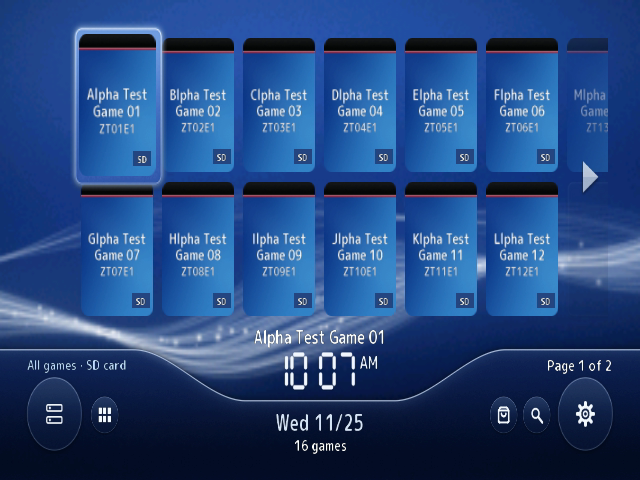 Alpha Test
Game 01
ZT01E1
SD
Blpha Test
Game 02
ZT02E1
SD
Clpha Test
Game 03
ZT03E1
SD
Dlpha Test
Game 04
ZT04E1
SD
Elpha Test
Game 05
ZT05E1
SD
Flpha Test
Game 06
ZT06E1
SD
Mlpha
Game
ZT13
Glpha Test
Game 07
ZT07E1
SD
Hlpha Test
Game 08
ZT08E1
SD
Ilpha Test
Game 09
ZT09E1
SD
Jlpha Test
Game 10
ZT10E1
SD
Klpha Test
Game 11
ZT11E1
SD
Llpha Test
Game 12
ZT12E1
SD
Alpha Test Game 01
All games · SD card
10:07 AM
Page 1 of 2
Wed 11/25
16 games